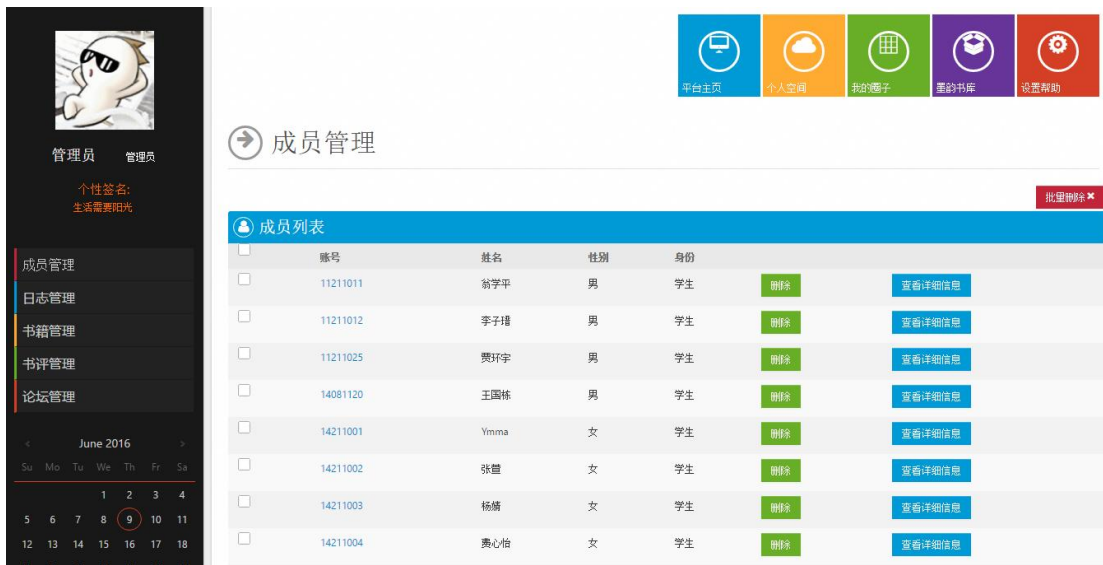 平台主页 个人空间 我的圈子 墨韵书库 设置帮助
管理员 管理员
个性签名:
生活需要阳光
成员管理
日志管理
书籍管理
书评管理
论坛管理
< June 2016 >
Su Mo Tu We Th Fr Sa
1 2 3 4
5 6 7 8 9 10 11
12 13 14 15 16 17 18
成员管理
批量删除
成员列表
账号 姓名 性别 身份
11211011 翁学平 男 学生 删除 查看详细信息
11211012 李子瑨 男 学生 删除 查看详细信息
11211025 费环宇 男 学生 删除 查看详细信息
14081120 王国栋 男 学生 删除 查看详细信息
14211001 Ymma 女 学生 删除 查看详细信息
14211002 张萱 女 学生 删除 查看详细信息
14211003 杨婧 女 学生 删除 查看详细信息
14211004 心怡 女 学生 删除 查看详细信息